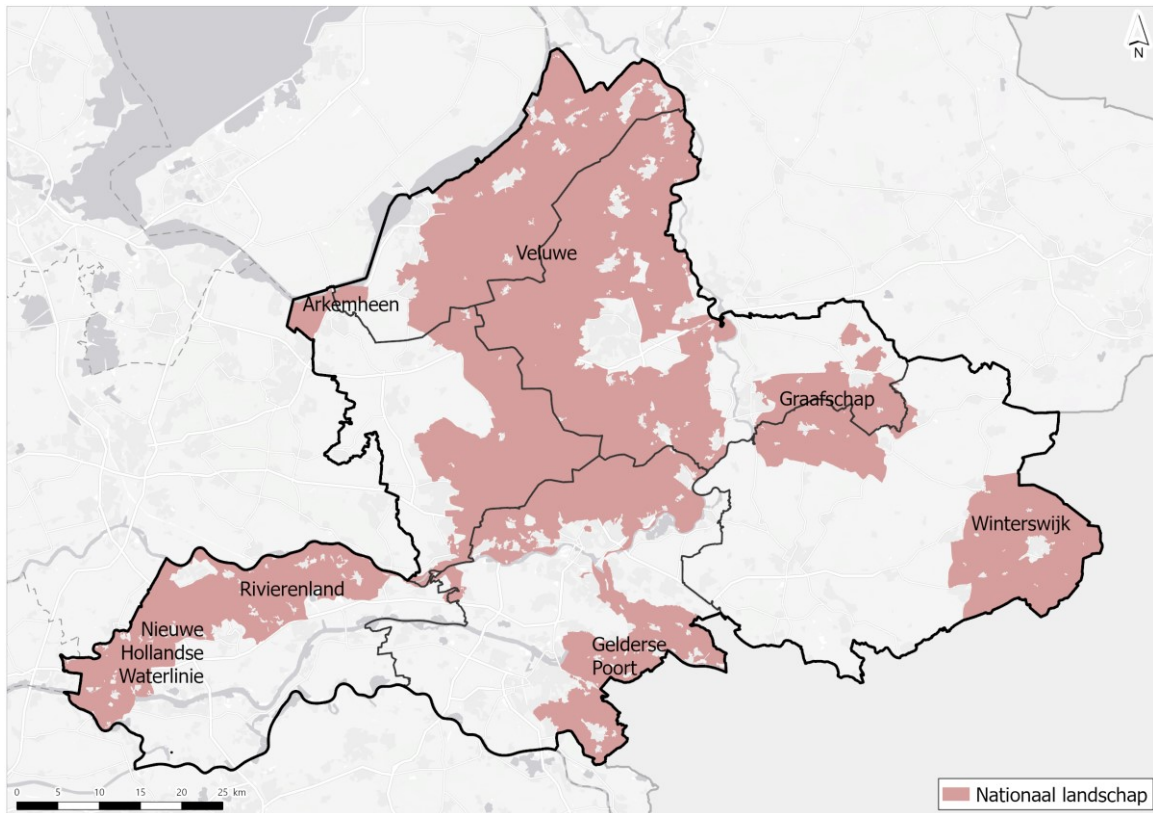 N
Veluwe
Arkemheen
Graafschap
Winterswijk
Rivierenland
Nieuwe
Hollandse
Waterlinie
Gelderse
Poort
0 5 10 15 20 25 km
Nationaal landschap